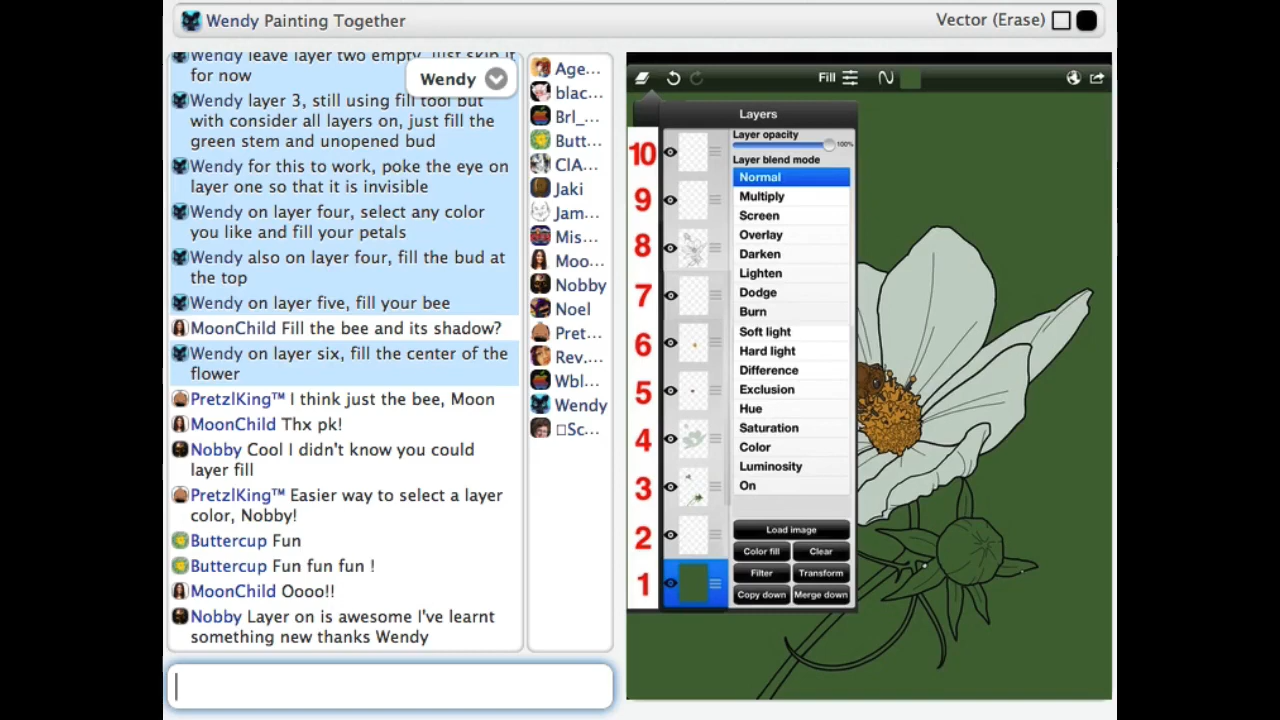 Wendy Painting Together
Vector (Erase)
Wendy leave layer two empty, just skip it
for now
Wendy
Wendy layer 3, still using fill tool but
with consider all layers on, just fill the
green stem and unopened bud
Wendy for this to work, poke the eye on
layer one so that it is invisible
Wendy on layer four, select any color
you like and fill your petals
Wendy also on layer four, fill the bud at
the top
Wendy on layer five, fill your bee
MoonChild Fill the bee and its shadow?
Wendy on layer six, fill the center of the
flower
PretzlKing™ I think just the bee, Moon
MoonChild Thx pk!
Nobby Cool I didn't know you could
layer fill
PretzlKing™ Easier way to select a layer
color, Nobby!
Buttercup Fun
Buttercup Fun fun fun !
MoonChild Oooo!!
Nobby Layer on is awesome I've learnt
something new thanks Wendy
Age...
blac...
Brl_...
Butt...
ClA...
Jaki
Jam...
Mis...
Moo...
Nobby
Noel
Pret...
Rev....
Wbl...
Wendy
Sc...
Fill
Layers
10
9
8
7
6
5
4
3
2
1
Layer opacity
100%
Layer blend mode
Normal
Multiply
Screen
Overlay
Darken
Lighten
Dodge
Burn
Soft light
Hard light
Difference
Exclusion
Hue
Saturation
Color
Luminosity
On
Load image
Color fill Clear
Filter Transform
Copy down Merge down